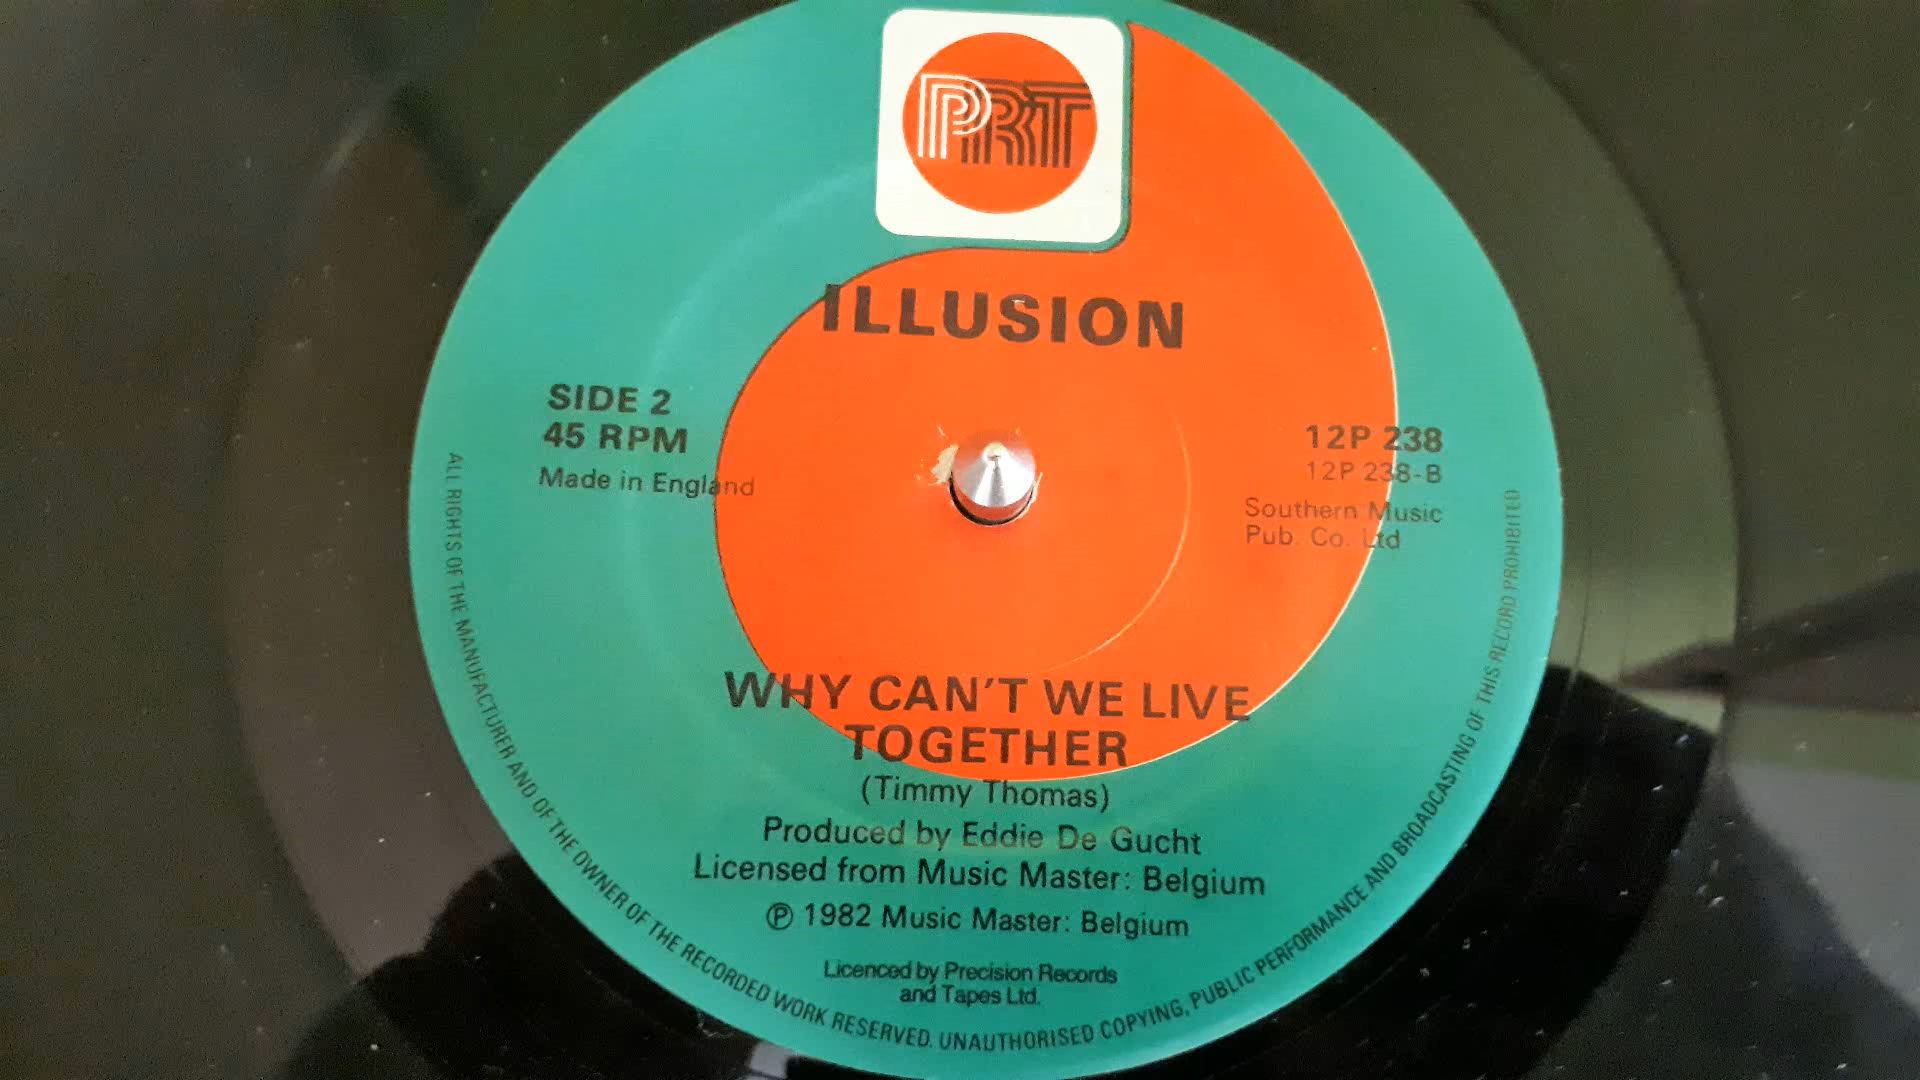 PRT
ILLUSION
SIDE 2
45 RPM
Made in England
12P 238
12P 238-B
Southern Music
Pub. Co. Ltd
WHY CAN'T WE LIVE
TOGETHER
(Timmy Thomas)
Produced by Eddie De Gucht
Licensed from Music Master: Belgium
Ⓟ 1982 Music Master: Belgium
Licenced by Precision Records
and Tapes Ltd.
ALL RIGHTS OF THE MANUFACTURER AND OF THE OWNER OF THE RECORDED WORK RESERVED. UNAUTHORISED COPYING, PUBLIC PERFORMANCE AND BROADCASTING OF THIS RECORD PROHIBITED